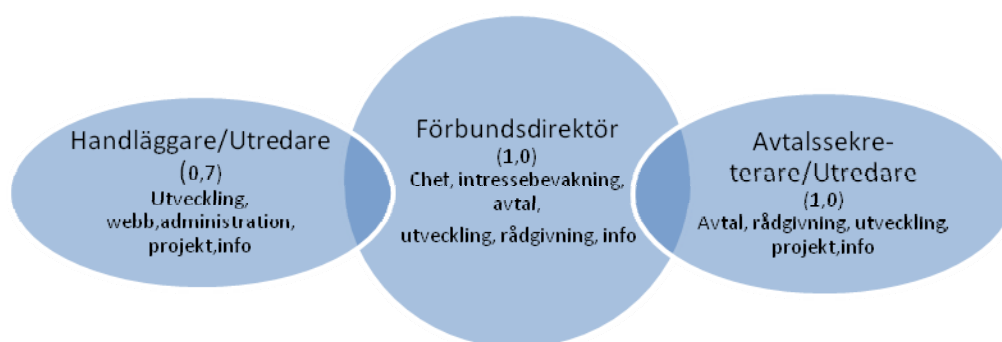 Handläggare/Utredare
(0,7)
Utveckling,
webb,administration,
projekt,info
Förbundsdirektör
(1,0)
Chef, intressebevakning,
avtal,
utveckling, rådgivning, info
Avtalssekre-
terare/Utredare
(1,0)
Avtal, rådgivning, utveckling,
projekt,info